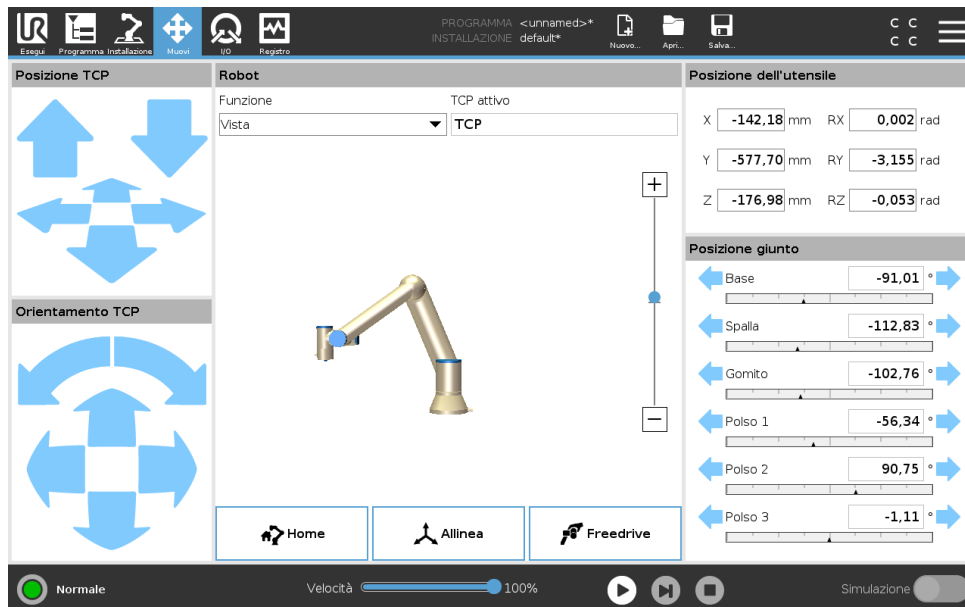 UR
PROGRAMMA <unnamed>*
INSTALLAZIONE default*
C C
C C
Esegui Programma Installazione Muovi I/O Registro Nuovo... Apri... Salva...
Posizione TCP
Robot
Funzione TCP attivo
Vista TCP
Posizione dell'utensile
X -142,18 mm RX 0,002 rad
Y -577,70 mm RY -3,155 rad
Z -176,98 mm RZ -0,053 rad
Posizione giunto
Base -91,01 °
Spalla -112,83 °
Gomito -102,76 °
Polso 1 -56,34 °
Polso 2 90,75 °
Polso 3 -1,11 °
Orientamento TCP
Home Allinea Freedrive
Normale Velocità 100% Simulazione